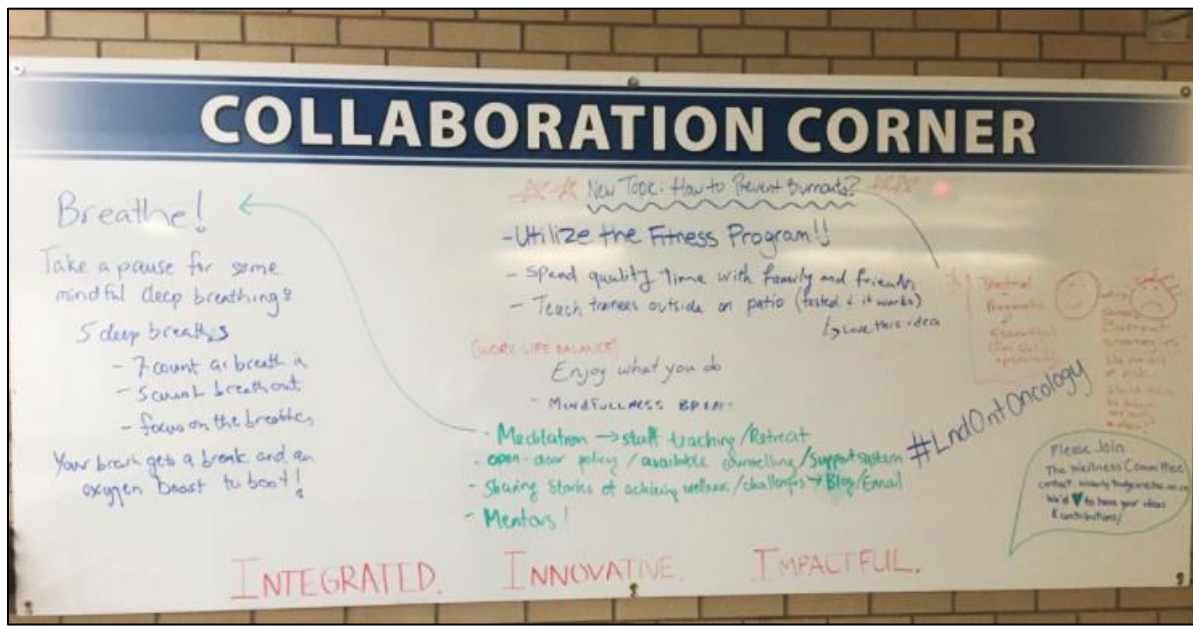 COLLABORATION CORNER
Breathe!
Take a pause for some
mindful deep breathing?
5 deep breaths
- 7 count as breath in
- 5 count breath out
- focus on the breathes
Your brain gets a break and an
oxygen boost to boot!
New Topic: How to Prevent Burnouts?
- Utilize the Fitness Program!!
- Spend quality time with family and friends
- Teach trainees outside on patio (tested & it works)
Love this idea
[WORK-LIFE BALANCE]
Enjoy what you do
- MINDFULLNESS BREAK
- Meditation → staff teaching/Retreat
- open-door policy / available counselling / support system
- Sharing Stories of achieving wellness/challenges → Blog/Email
- Mentors!
#LndOntOncology
Please Join
The Wellness Committee
contact
We'd ♥ to have your ideas
& contributions!
INTEGRATED. INNOVATIVE. IMPACTFUL.